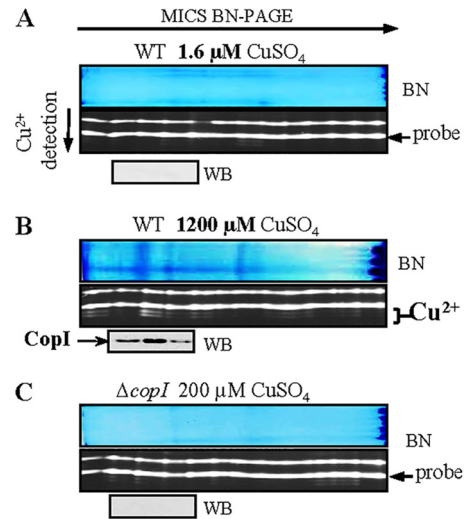 A
MICS BN-PAGE
WT 1.6 µM CuSO4
BN
Cu2+
detection
probe
WB
B
WT 1200 µM CuSO4
BN
Cu2+
CopI
WB
C
ΔcopI 200 µM CuSO4
BN
probe
WB